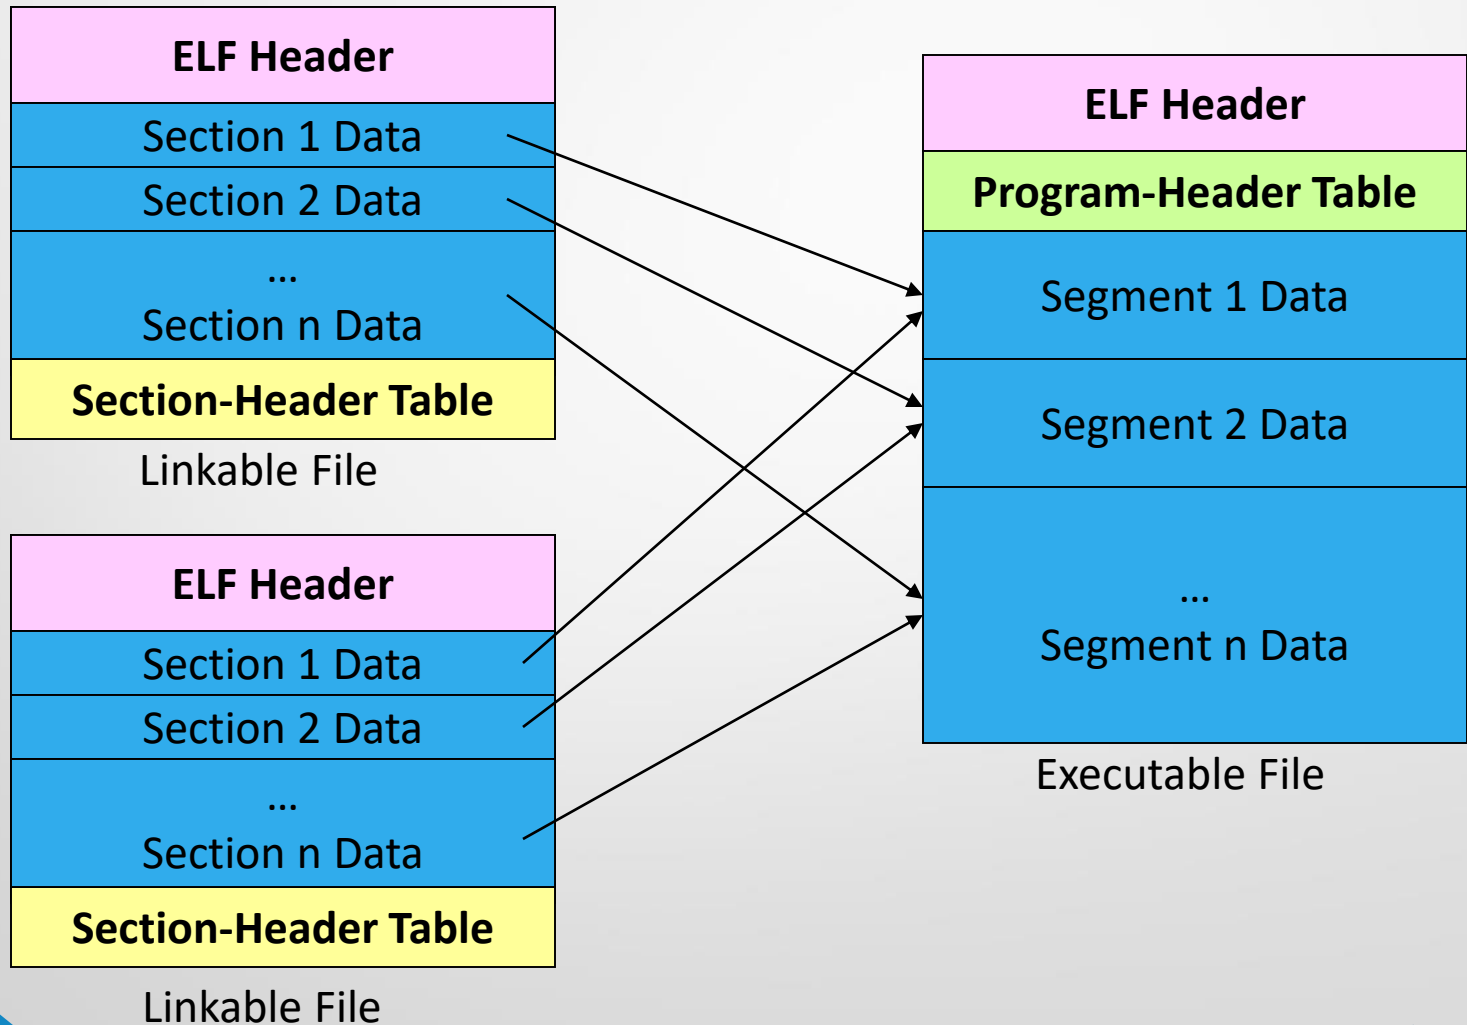 ELF Header
Section 1 Data
Section 2 Data
...
Section n Data
Section-Header Table
Linkable File
ELF Header
Section 1 Data
Section 2 Data
...
Section n Data
Section-Header Table
Linkable File
ELF Header
Program-Header Table
Segment 1 Data
Segment 2 Data
...
Segment n Data
Executable File